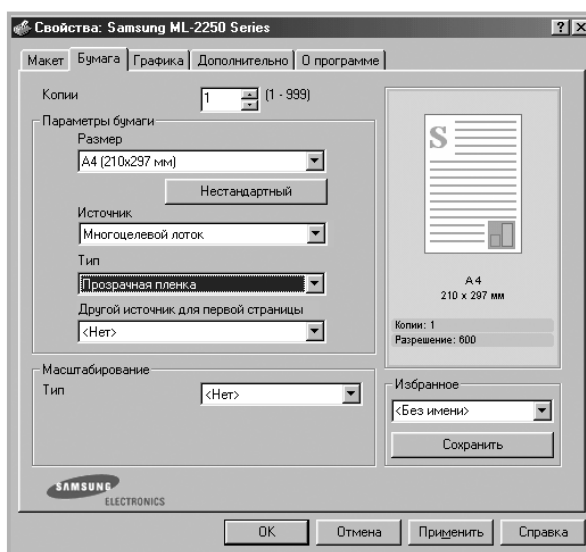 Свойства: Samsung ML-2250 Series
Макет Бумага Графика Дополнительно О программе
Копии 1 (1 - 999)
Параметры бумаги
Размер
A4 (210x297 мм)
Нестандартный
Источник
Многоцелевой лоток
Тип
Прозрачная пленка
Другой источник для первой страницы
<Нет>
Масштабирование
Тип <Нет>
S
A4
210 x 297 мм
Копии: 1
Разрешение: 600
Избранное
<Без имени>
Сохранить
SAMSUNG
ELECTRONICS
OK Отмена Применить Справка